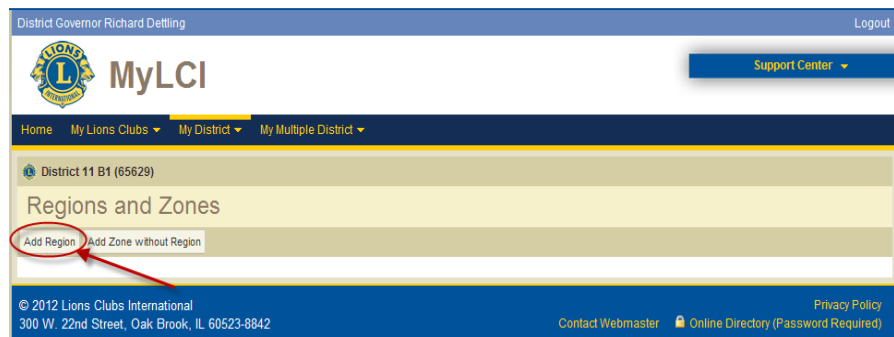 District Governor Richard Dettling Logout
LIONS
L
INTERNATIONAL
MyLCI
Support Center
Home My Lions Clubs My District My Multiple District
District 11 B1 (65629)
Regions and Zones
Add Region Add Zone without Region
© 2012 Lions Clubs International Privacy Policy
300 W. 22nd Street, Oak Brook, IL 60523-8842 Contact Webmaster Online Directory (Password Required)